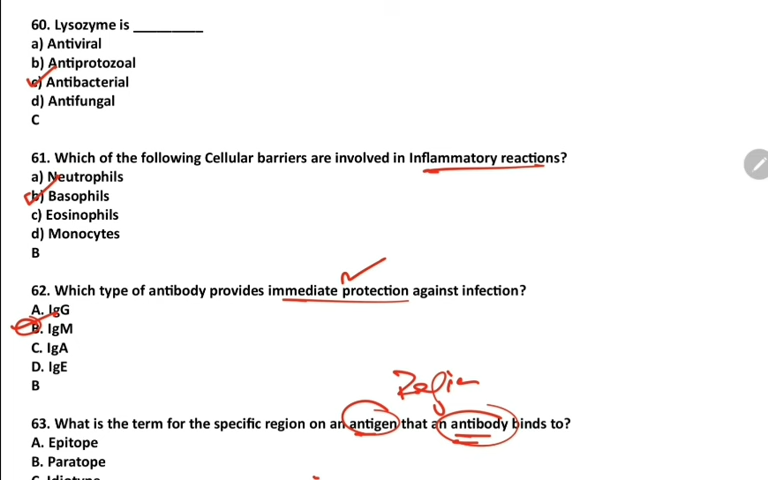 60. Lysozyme is __________
a) Antiviral
b) Antiprotozoal
c) Antibacterial
d) Antifungal
C
61. Which of the following Cellular barriers are involved in Inflammatory reactions?
a) Neutrophils
b) Basophils
c) Eosinophils
d) Monocytes
B
62. Which type of antibody provides immediate protection against infection?
A. IgG
B. IgM
C. IgA
D. IgE
B
63. What is the term for the specific region on an antigen that an antibody binds to?
A. Epitope
B. Paratope